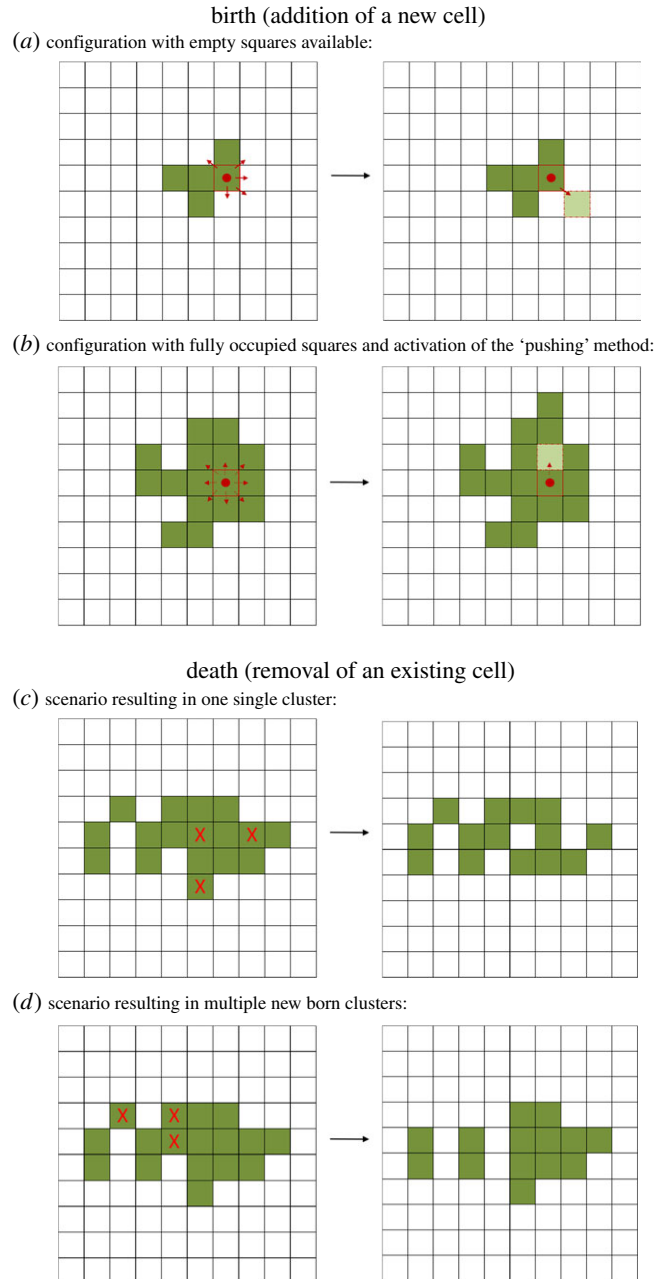 birth (addition of a new cell)
(a) configuration with empty squares available:
(b) configuration with fully occupied squares and activation of the ‘pushing’ method:
death (removal of an existing cell)
(c) scenario resulting in one single cluster:
X X
X
(d) scenario resulting in multiple new born clusters:
X X
X